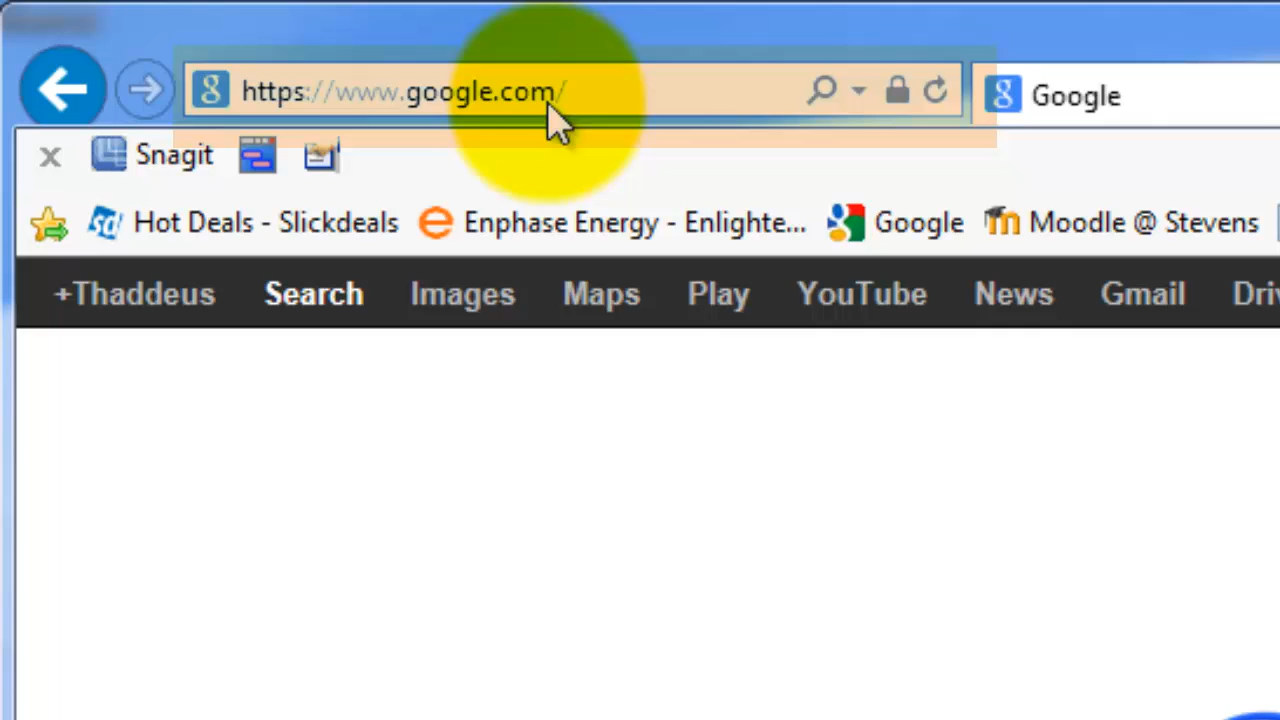 https://www.google.com/ Google
Snagit
Hot Deals - Slickdeals Enphase Energy - Enlighte... Google Moodle @ Stevens
+Thaddeus Search Images Maps Play YouTube News Gmail